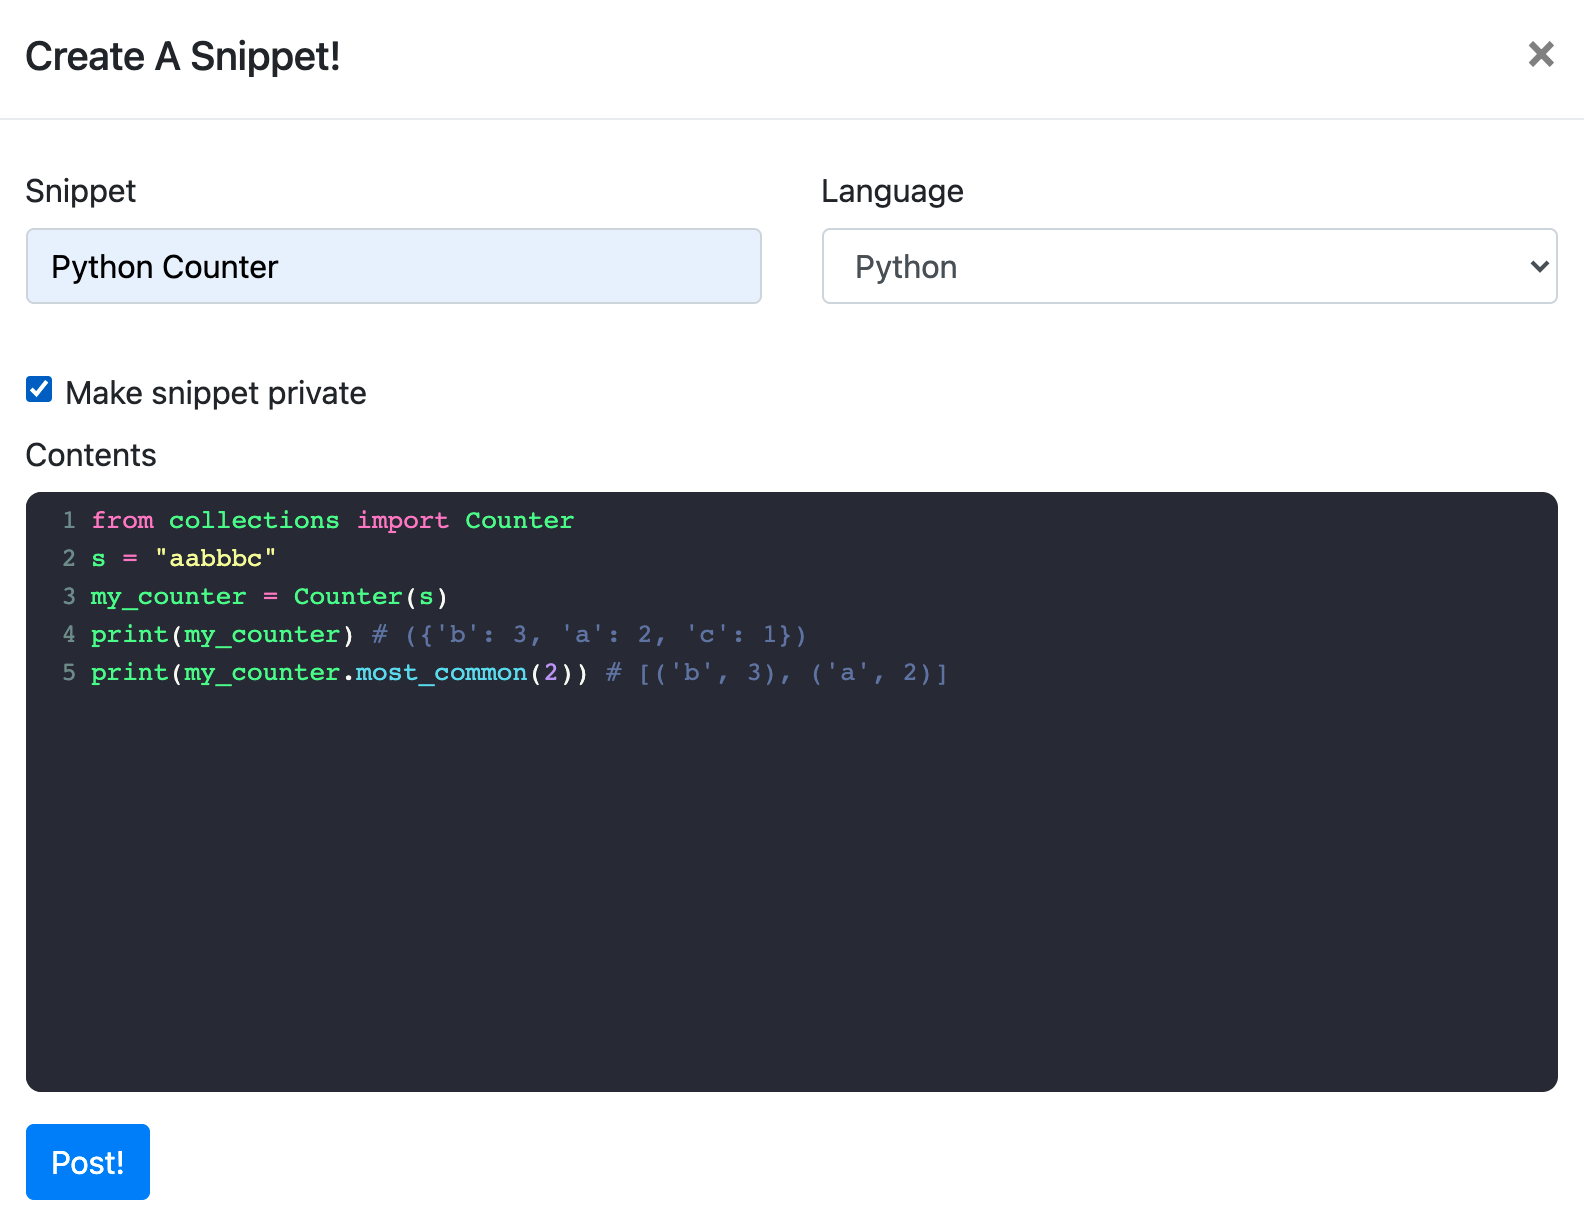 Create A Snippet!
Snippet
Language
Python Counter
Python
Make snippet private
Contents
1 from collections import Counter
2 s = "aabbbc"
3 my_counter = Counter(s)
4 print(my_counter) # ({'b': 3, 'a': 2, 'c': 1})
5 print(my_counter.most_common(2)) # [('b', 3), ('a', 2)]
Post!